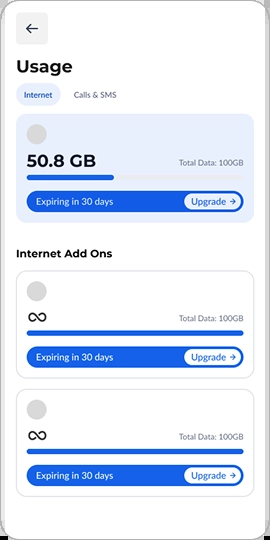 Usage
Internet
Calls & SMS
50.8 GB
Total Data: 100GB
Expiring in 30 days
Upgrade →
Internet Add Ons
∞
Total Data: 100GB
Expiring in 30 days
Upgrade →
∞
Total Data: 100GB
Expiring in 30 days
Upgrade →